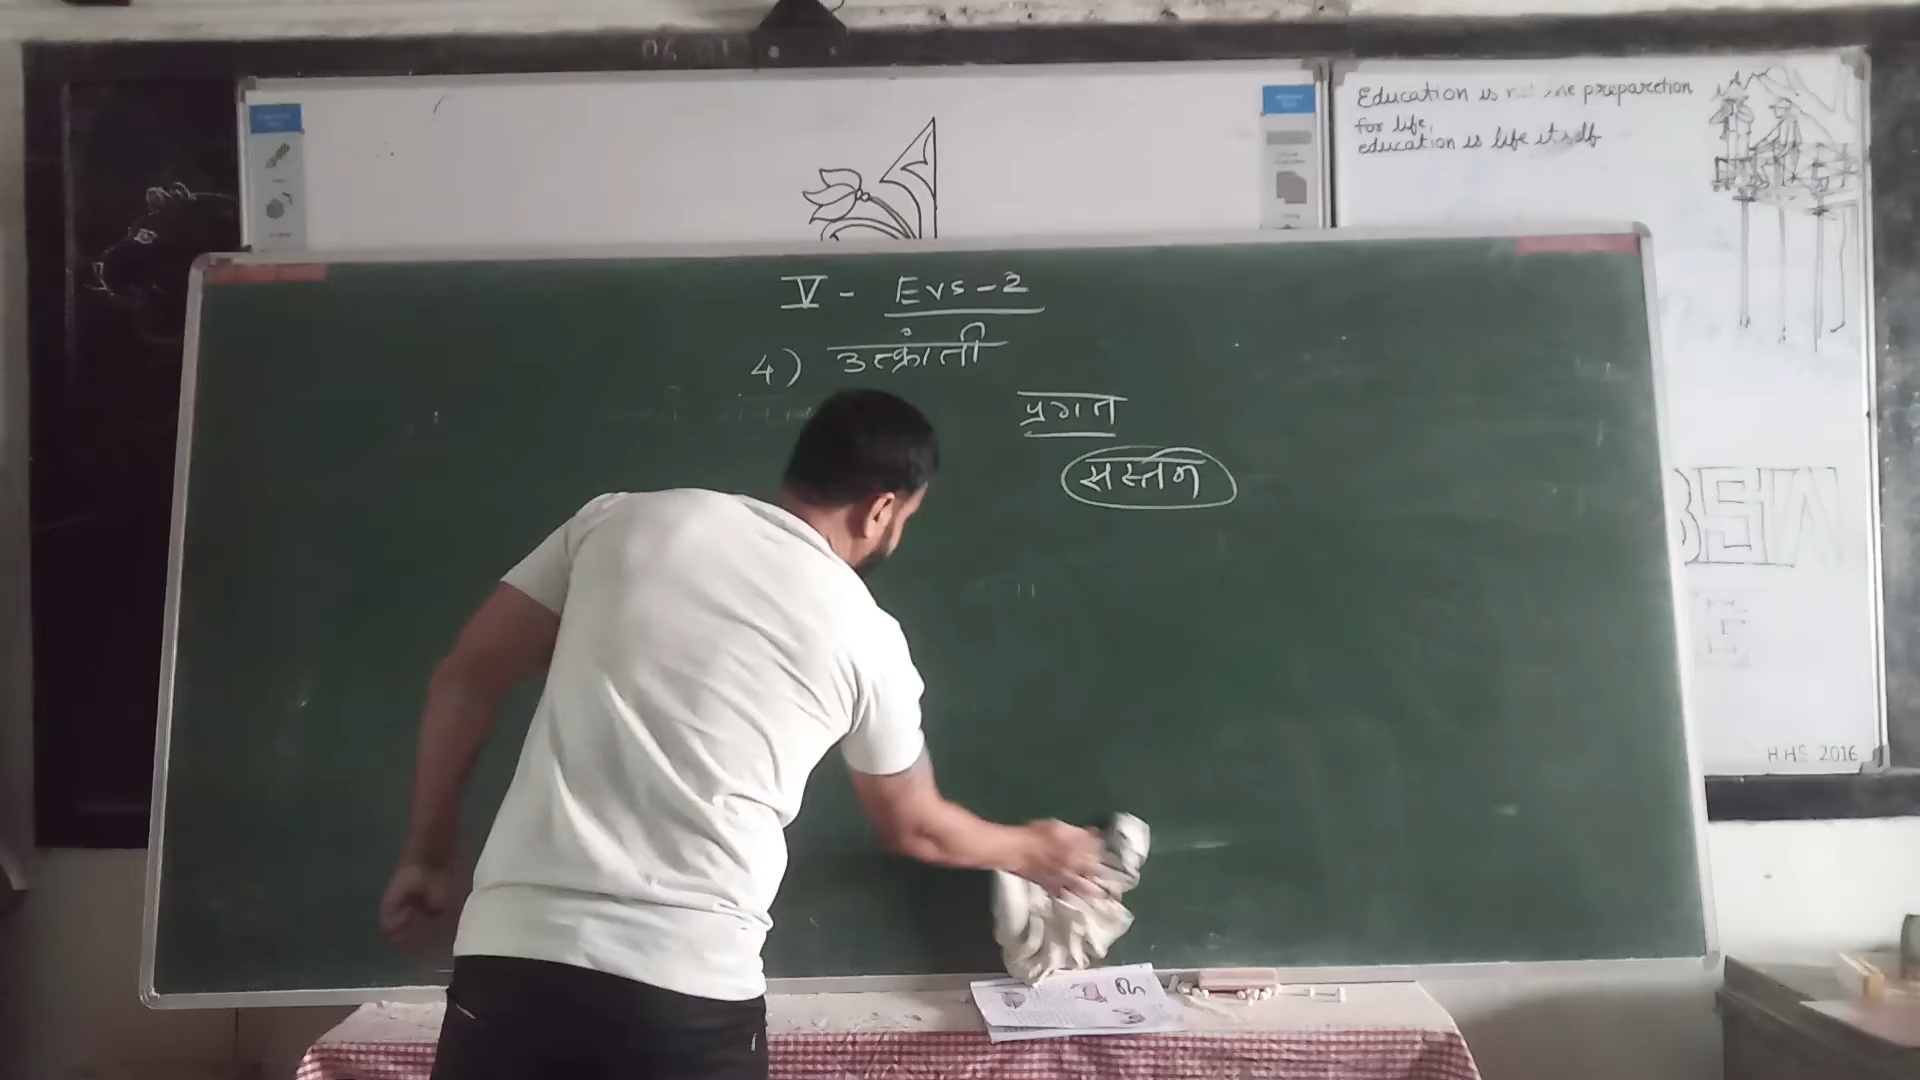 Education is not the preparetion
for life,
education is life itself
V - Evs-2
4) उत्क्रांती
प्रगत
सस्तन
HHS 2016